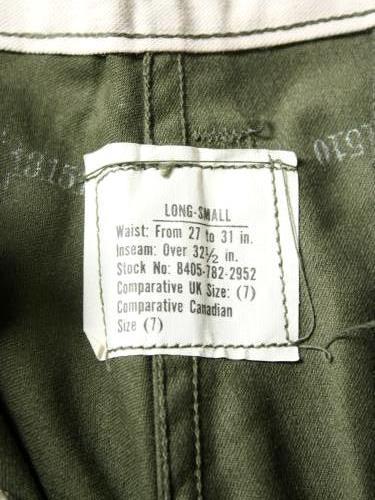 LONG-SMALL
Waist: From 27 to 31 in.
Inseam: Over 32½ in.
Stock No: 8405-782-2952
Comparative UK Size: (7)
Comparative Canadian
Size (7)